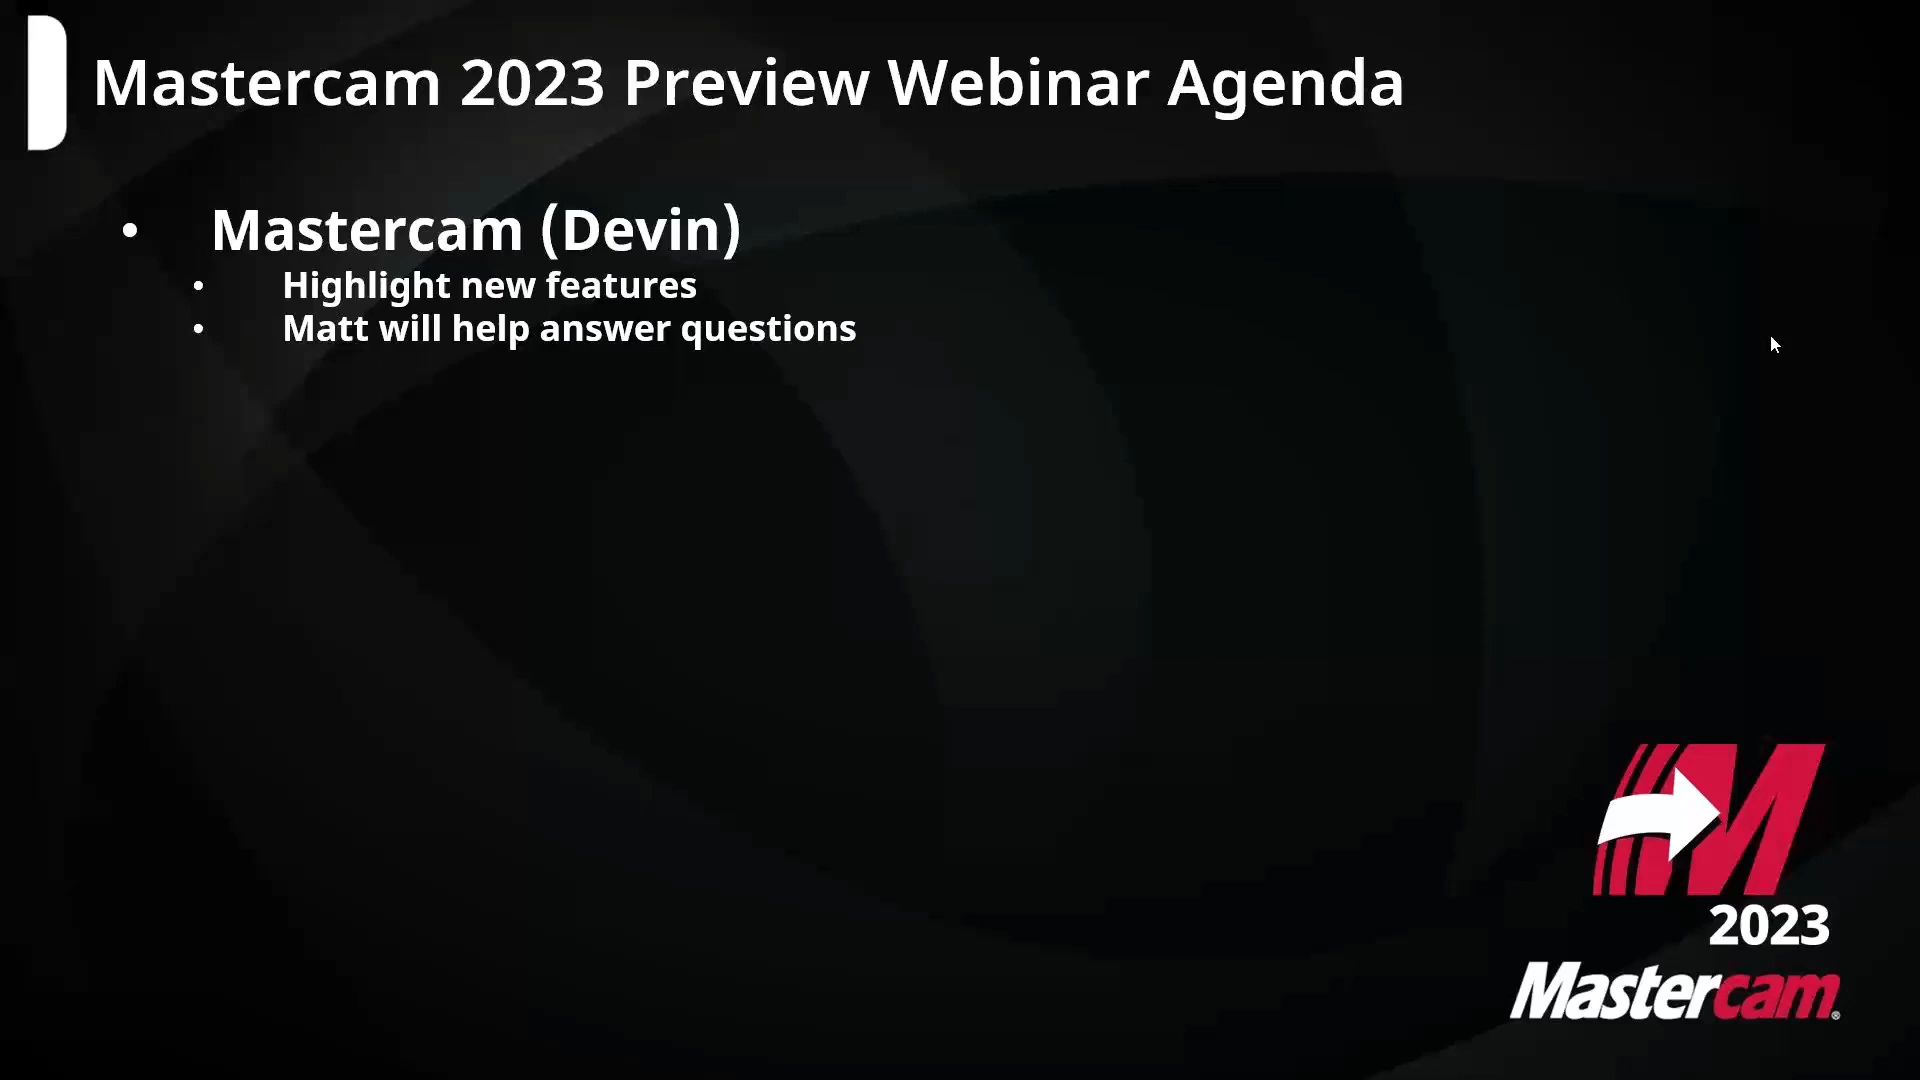 Mastercam 2023 Preview Webinar Agenda
• Mastercam (Devin)
• Highlight new features
• Matt will help answer questions
2023
Mastercam®